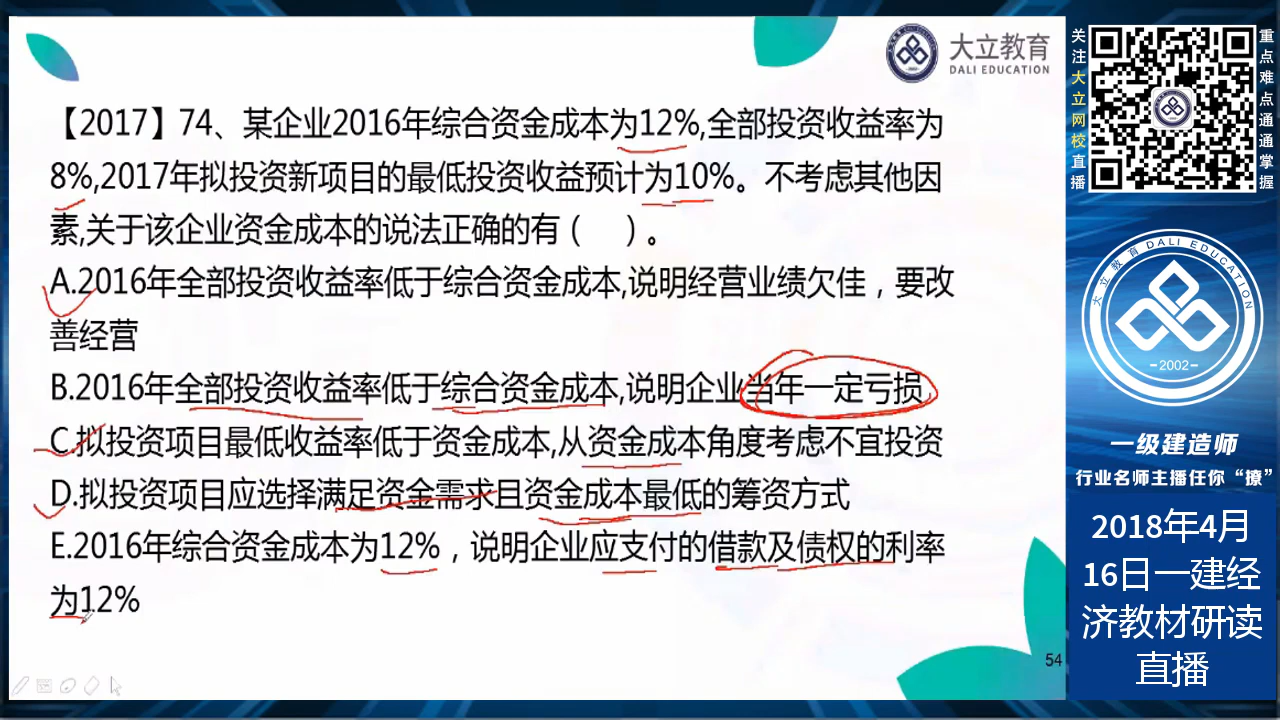 大立教育
DALI EDUCATION
【2017】74、某企业2016年综合资金成本为12%,全部投资收益率为
8%,2017年拟投资新项目的最低投资收益预计为10%。不考虑其他因
素,关于该企业资金成本的说法正确的有（ ）。
A.2016年全部投资收益率低于综合资金成本,说明经营业绩欠佳，要改
善经营
B.2016年全部投资收益率低于综合资金成本,说明企业当年一定亏损
C.拟投资项目最低收益率低于资金成本,从资金成本角度考虑不宜投资
D.拟投资项目应选择满足资金需求且资金成本最低的筹资方式
E.2016年综合资金成本为12%，说明企业应支付的借款及债权的利率
为12%
54
关注大立网校直播
重点难点通通掌握
大立教育 DALI EDUCATION
-2002-
一级建造师
行业名师主播任你“撩”
2018年4月
16日一建经
济教材研读
直播